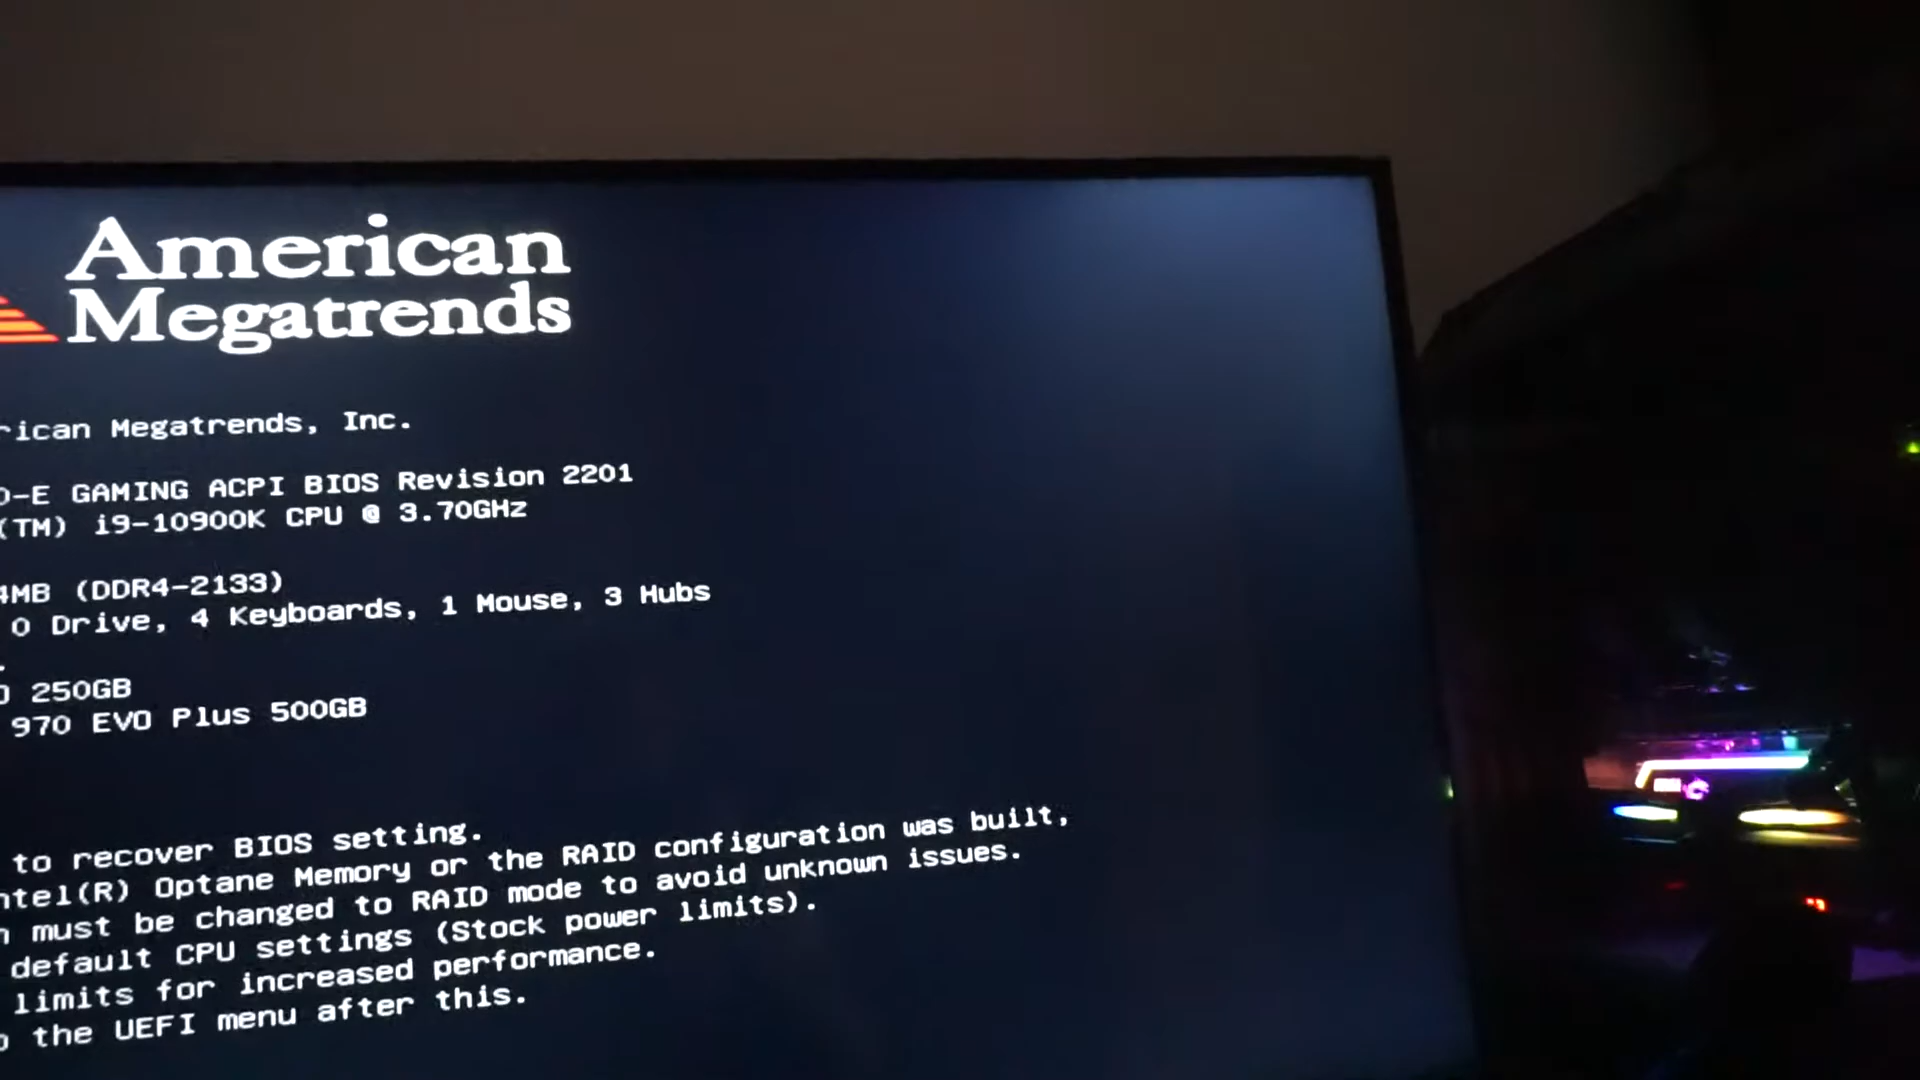 American
Megatrends
rican Megatrends, Inc.
-E GAMING ACPI BIOS Revision 2201
(TM) i9-10900K CPU @ 3.70GHz
4MB (DDR4-2133)
0 Drive, 4 Keyboards, 1 Mouse, 3 Hubs
250GB
970 EVO Plus 500GB
to recover BIOS setting.
ntel(R) Optane Memory or the RAID configuration was built,
must be changed to RAID mode to avoid unknown issues.
default CPU settings (Stock power limits).
limits for increased performance.
the UEFI menu after this.